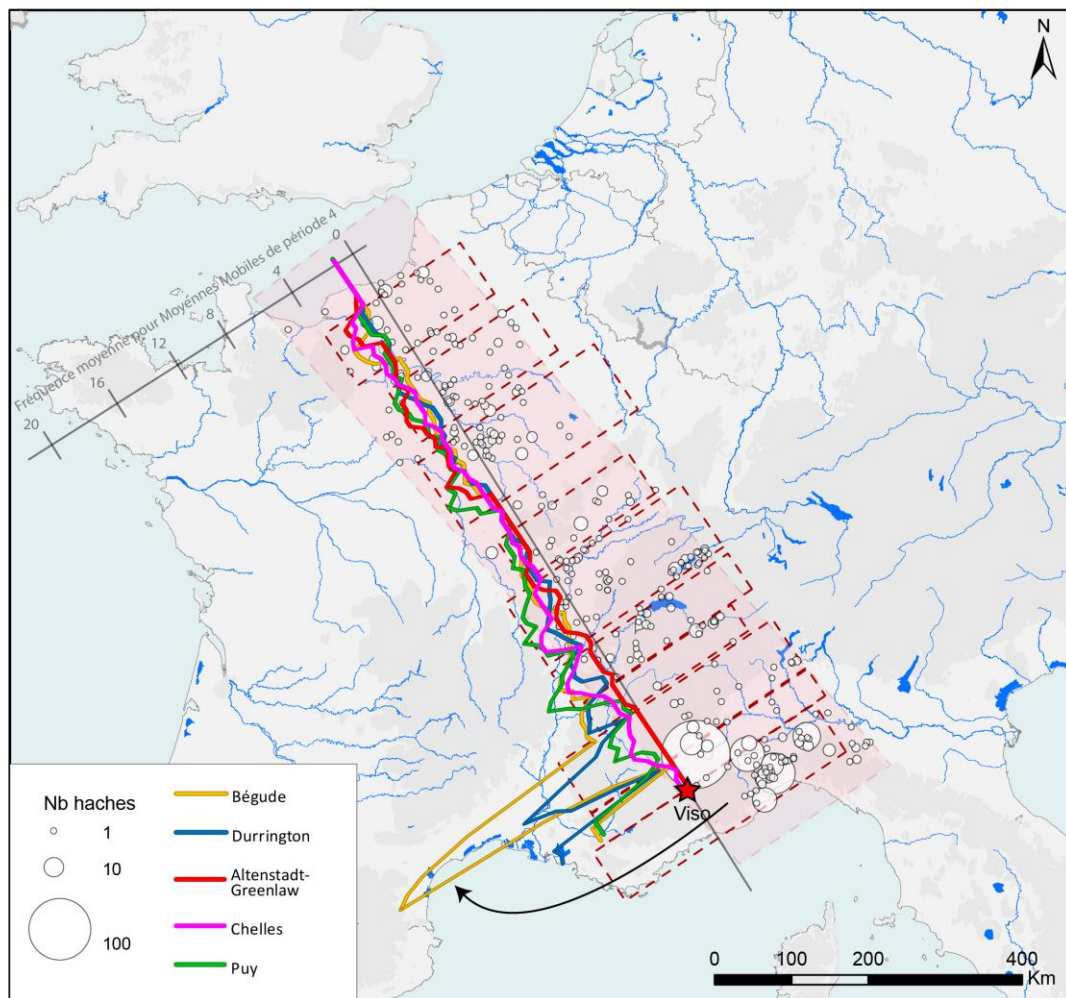 N
Fréquence moyenne pour Moyennes Mobiles de période 4
0
4
8
12
16
20
Viso
Nb haches
1
10
100
Bégude
Durrington
Altenstadt-
Greenlaw
Chelles
Puy
0 100 200 400
Km